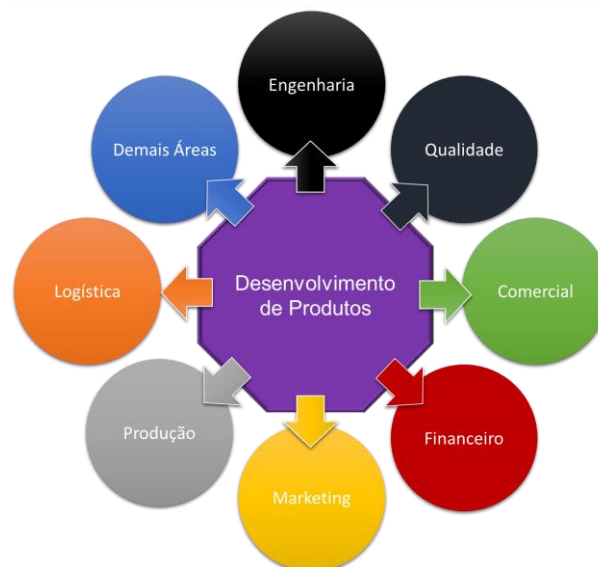 Engenharia
Demais Áreas
Qualidade
Logística
Desenvolvimento
de Produtos
Comercial
Produção
Financeiro
Marketing